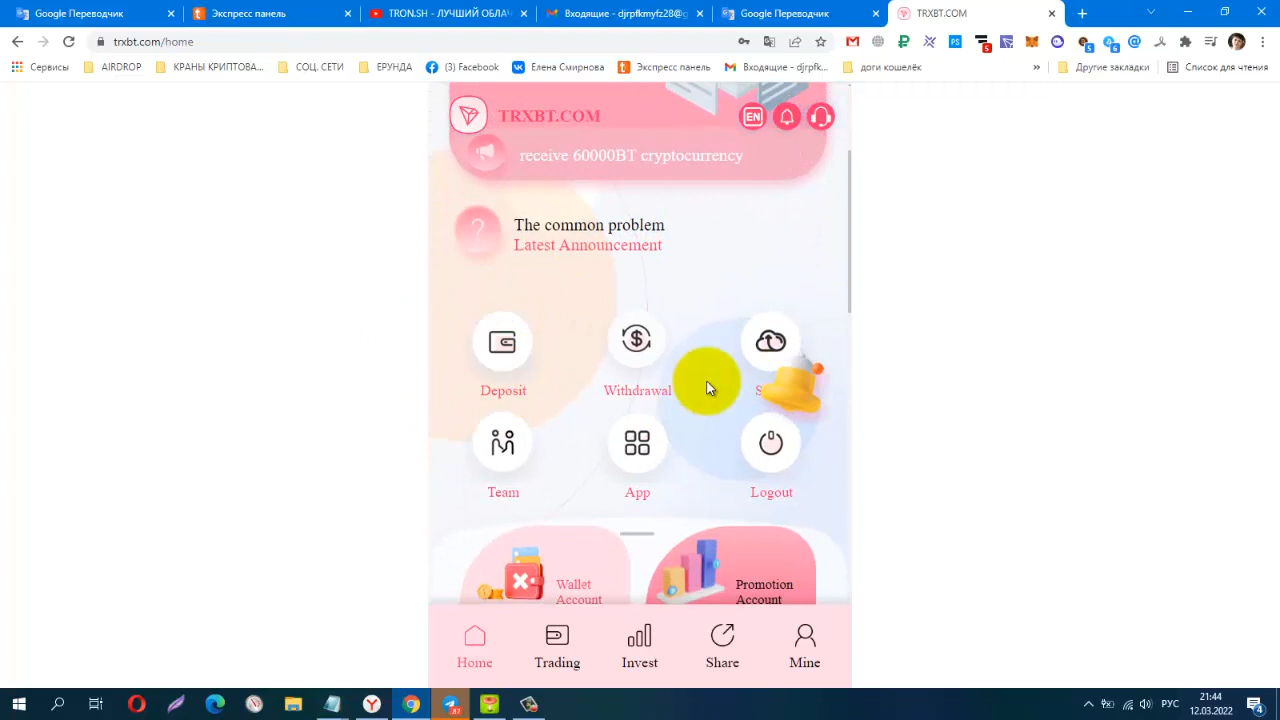 Google Переводчик
Экспресс панель
TRON.SH - ЛУЧШИЙ ОБЛАЧ
Входящие - djrpfkmyfz28@g
Google Переводчик
TRXBT.COM
trxbt.com/home
Сервисы
AIRDROP
КРАНЫ КРИПТОВА...
СОЦ. СЕТИ
ЕРУНДА
(3) Facebook
Елена Смирнова
Экспресс панель
Входящие - djrpfk...
доги кошелёк
»
Другие закладки
Список для чтения
TRXBT.COM
EN
receive 60000BT cryptocurrency
The common problem
Latest Announcement
Deposit
Withdrawal
Team
App
Logout
Wallet
Account
Promotion
Account
Home
Trading
Invest
Share
Mine
РУС
21:44
12.03.2022
4